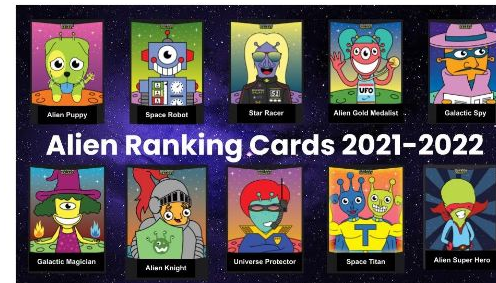 Alien Puppy
Space Robot
Star Racer
Alien Gold Medalist
Galactic Spy
UFO
Alien Ranking Cards 2021-2022
Galactic Magician
Alien Knight
Universe Protector
Space Titan
Alien Super Hero
T